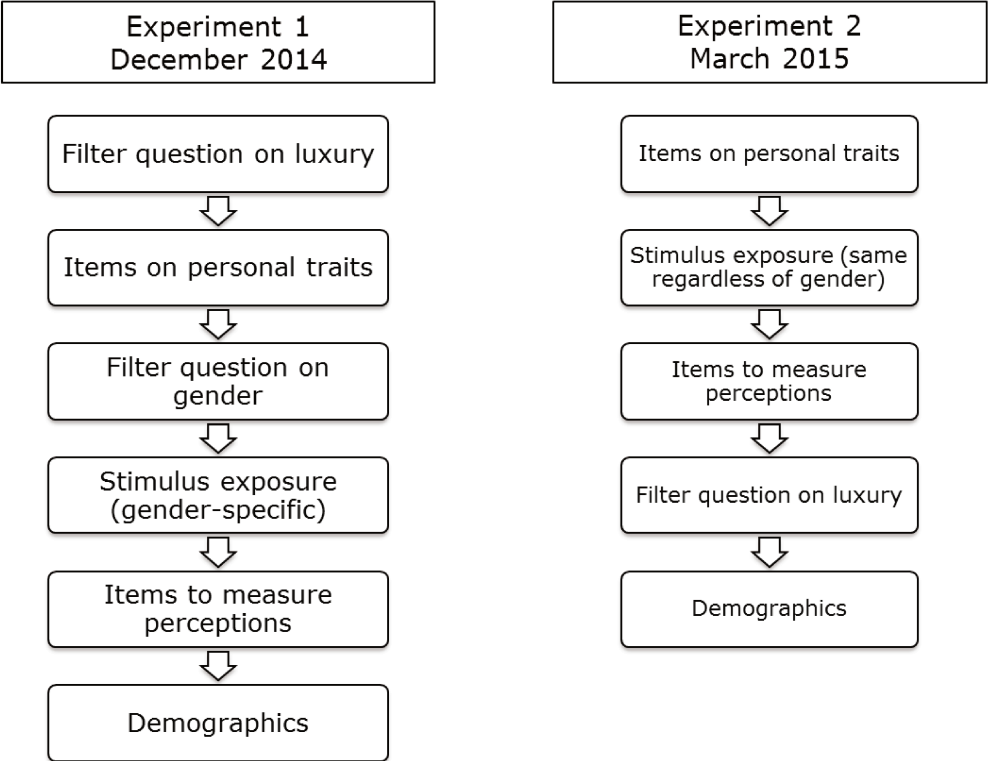 Experiment 1
December 2014
Filter question on luxury
Items on personal traits
Filter question on
gender
Stimulus exposure
(gender-specific)
Items to measure
perceptions
Demographics
Experiment 2
March 2015
Items on personal traits
Stimulus exposure (same
regardless of gender)
Items to measure
perceptions
Filter question on luxury
Demographics